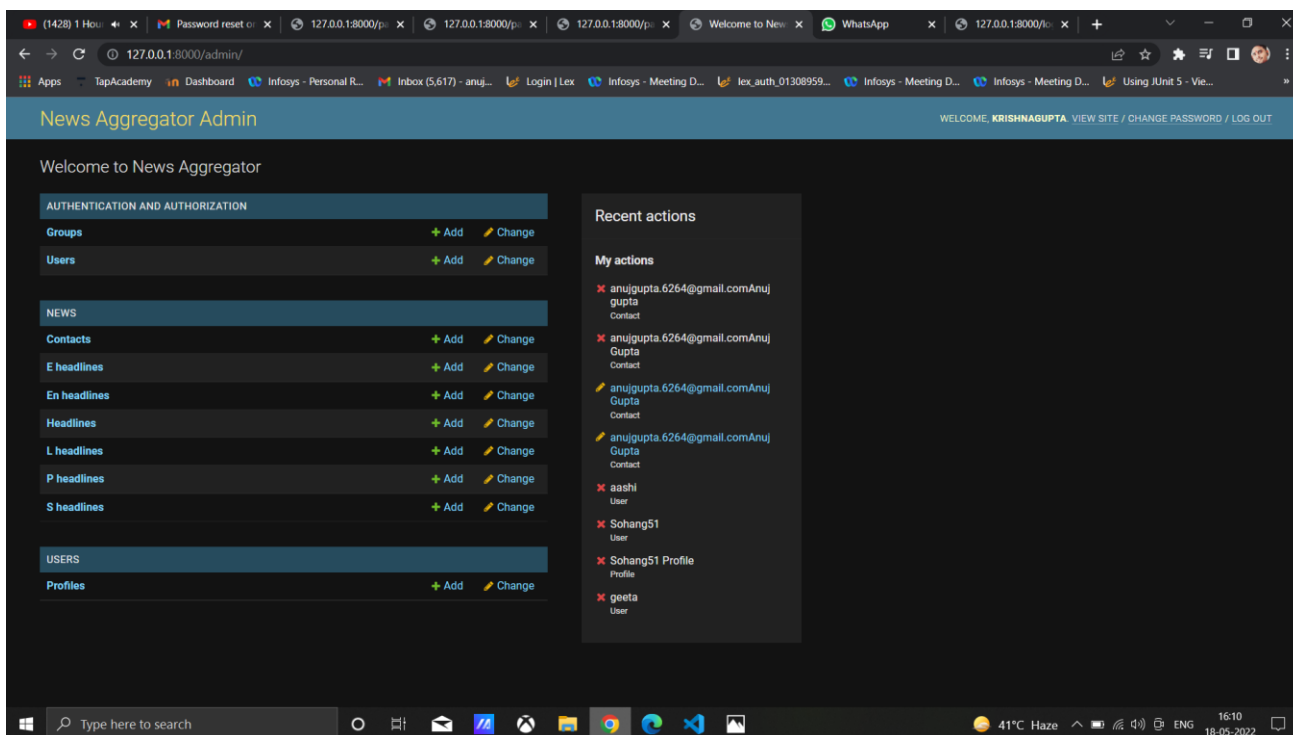 (1428) 1 Hour
Password reset or
127.0.0.1:8000/pa
127.0.0.1:8000/pa
127.0.0.1:8000/pa
Welcome to New
WhatsApp
127.0.0.1:8000/lo
127.0.0.1:8000/admin/
Apps TapAcademy Dashboard Infosys - Personal R... Inbox (5,617) - anuj... Login | Lex Infosys - Meeting D... lex_auth_01308959... Infosys - Meeting D... Infosys - Meeting D... Using JUnit 5 - Vie... »
News Aggregator Admin
WELCOME, KRISHNAGUPTA. VIEW SITE / CHANGE PASSWORD / LOG OUT
Welcome to News Aggregator
AUTHENTICATION AND AUTHORIZATION
Groups + Add Change
Users + Add Change
NEWS
Contacts + Add Change
E headlines + Add Change
En headlines + Add Change
Headlines + Add Change
L headlines + Add Change
P headlines + Add Change
S headlines + Add Change
USERS
Profiles + Add Change
Recent actions
My actions
anujgupta.6264@gmail.comAnuj
gupta
Contact
anujgupta.6264@gmail.comAnuj
Gupta
Contact
anujgupta.6264@gmail.comAnuj
Gupta
Contact
anujgupta.6264@gmail.comAnuj
Gupta
Contact
aashi
User
Sohang51
User
Sohang51 Profile
Profile
geeta
User
Type here to search
41°C Haze
ENG
16:10
18-05-2022